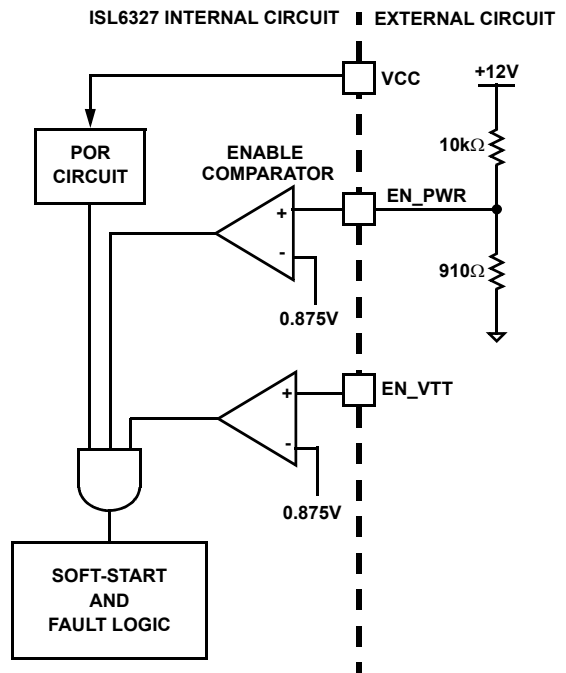 ISL6327 INTERNAL CIRCUIT
EXTERNAL CIRCUIT
VCC
+12V
POR
CIRCUIT
ENABLE
COMPARATOR
10kΩ
+
EN_PWR
-
910Ω
0.875V
+
EN_VTT
-
0.875V
SOFT-START
AND
FAULT LOGIC